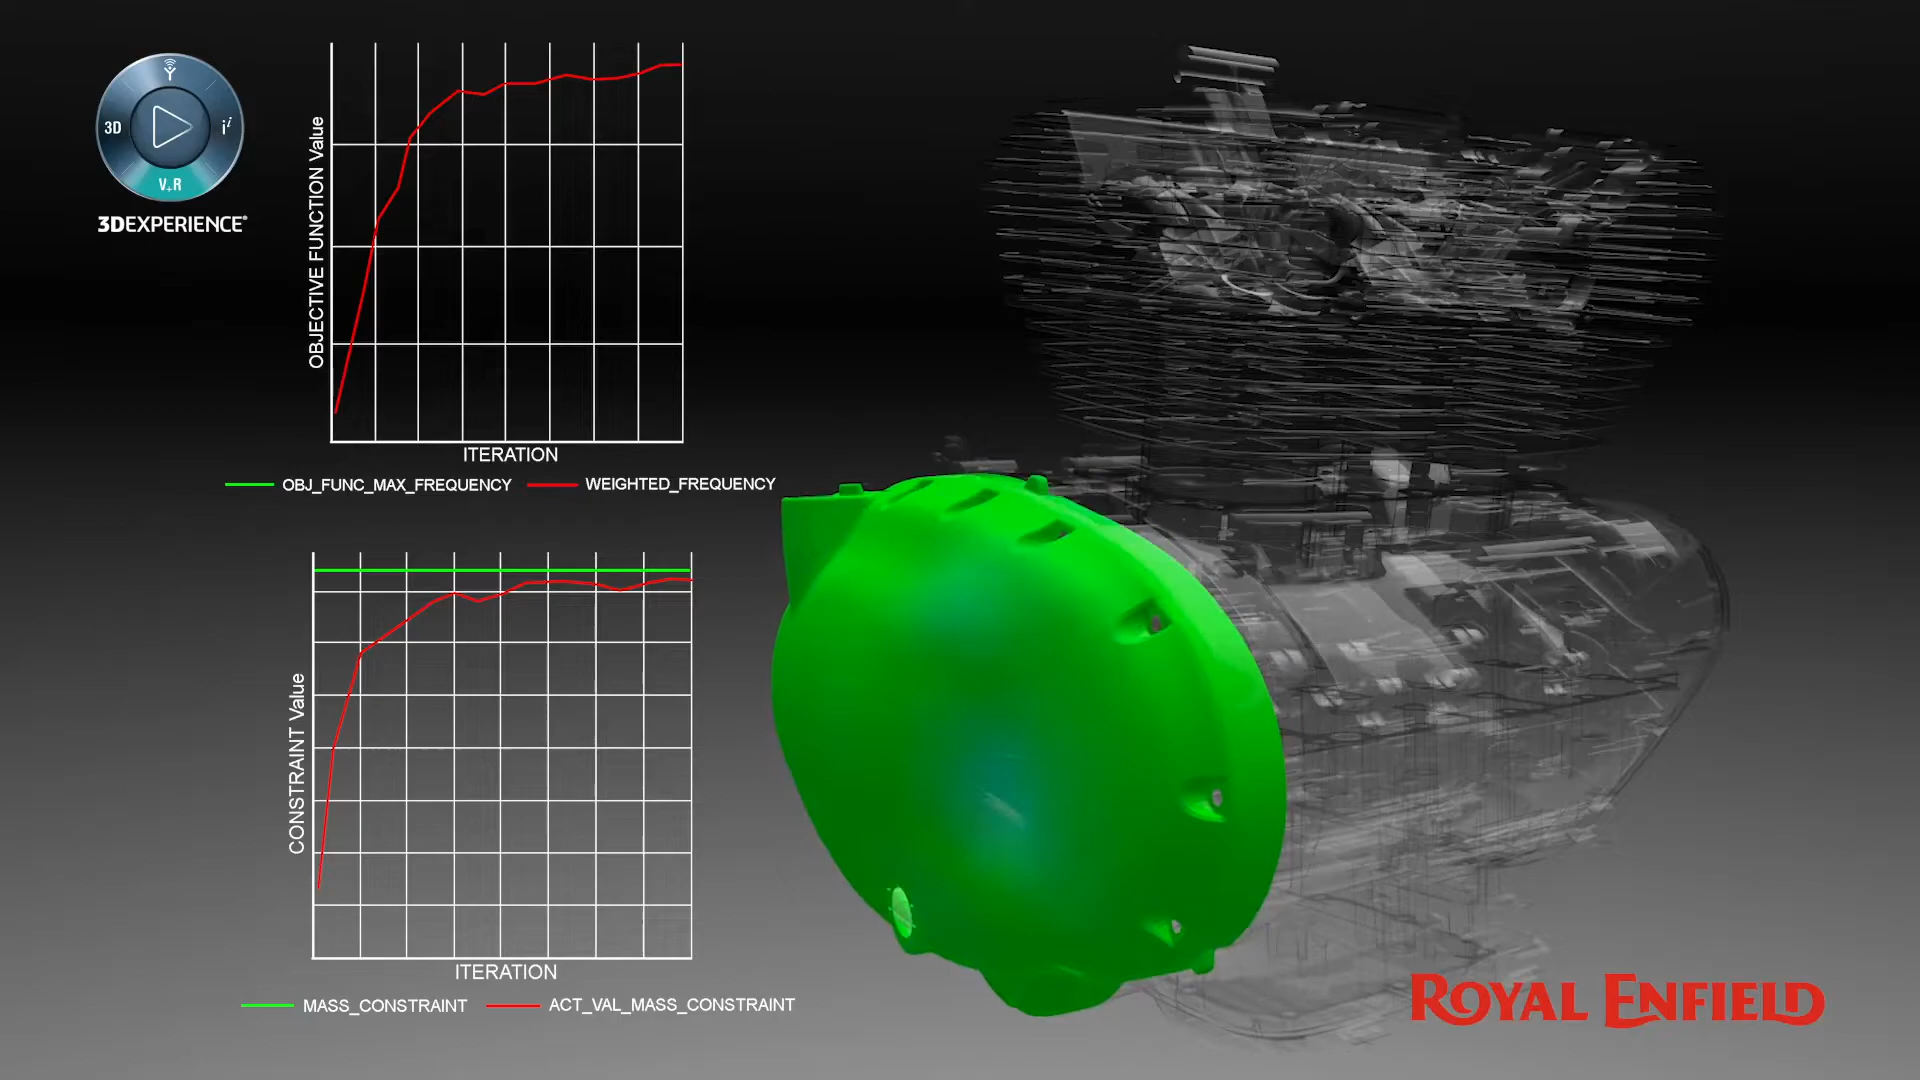 3D
i i
V+R
3DEXPERIENCE®
OBJECTIVE FUNCTION Value
ITERATION
OBJ_FUNC_MAX_FREQUENCY WEIGHTED_FREQUENCY
CONSTRAINT Value
ITERATION
MASS_CONSTRAINT ACT_VAL_MASS_CONSTRAINT
ROYAL ENFIELD